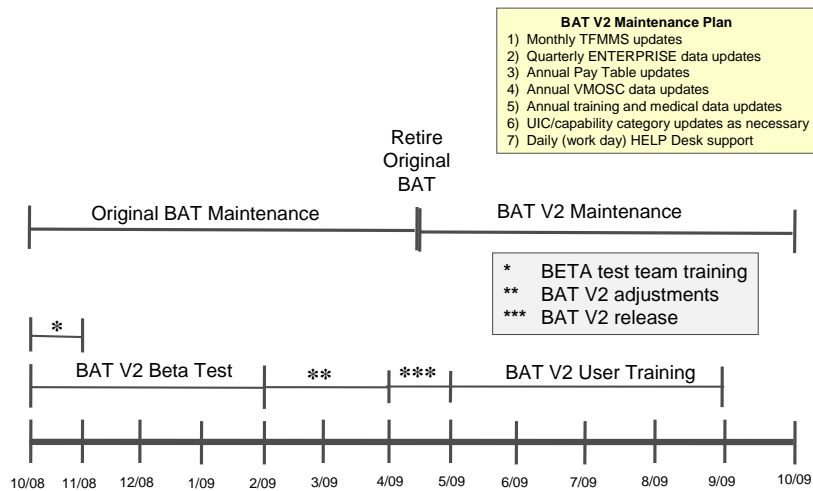 BAT V2 Maintenance Plan
1) Monthly TFMMS updates
2) Quarterly ENTERPRISE data updates
3) Annual Pay Table updates
4) Annual VMOSC data updates
5) Annual training and medical data updates
6) UIC/capability category updates as necessary
7) Daily (work day) HELP Desk support
Retire
Original
BAT
Original BAT Maintenance
BAT V2 Maintenance
* BETA test team training
** BAT V2 adjustments
*** BAT V2 release
*
BAT V2 Beta Test
**
***
BAT V2 User Training
10/08 11/08 12/08 1/09 2/09 3/09 4/09 5/09 6/09 7/09 8/09 9/09 10/09